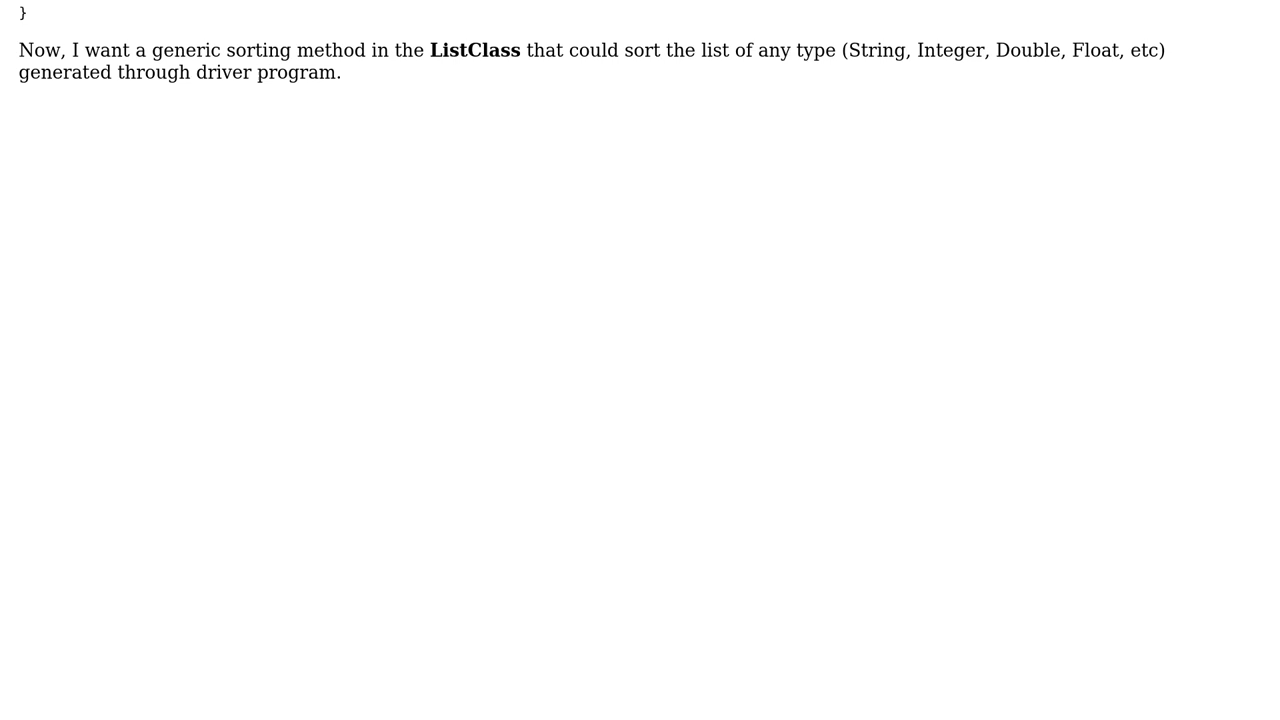 }
Now, I want a generic sorting method in the ListClass that could sort the list of any type (String, Integer, Double, Float, etc)
generated through driver program.